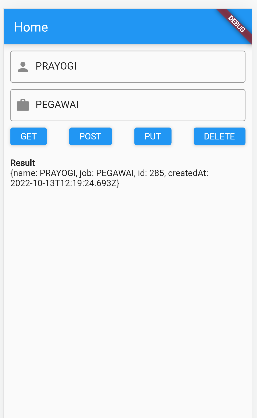 Home
DEBUG
PRAYOGI
PEGAWAI
GET POST PUT DELETE
Result
{name: PRAYOGI, job: PEGAWAI, id: 285, createdAt:
2022-10-13T12:19:24.693Z}